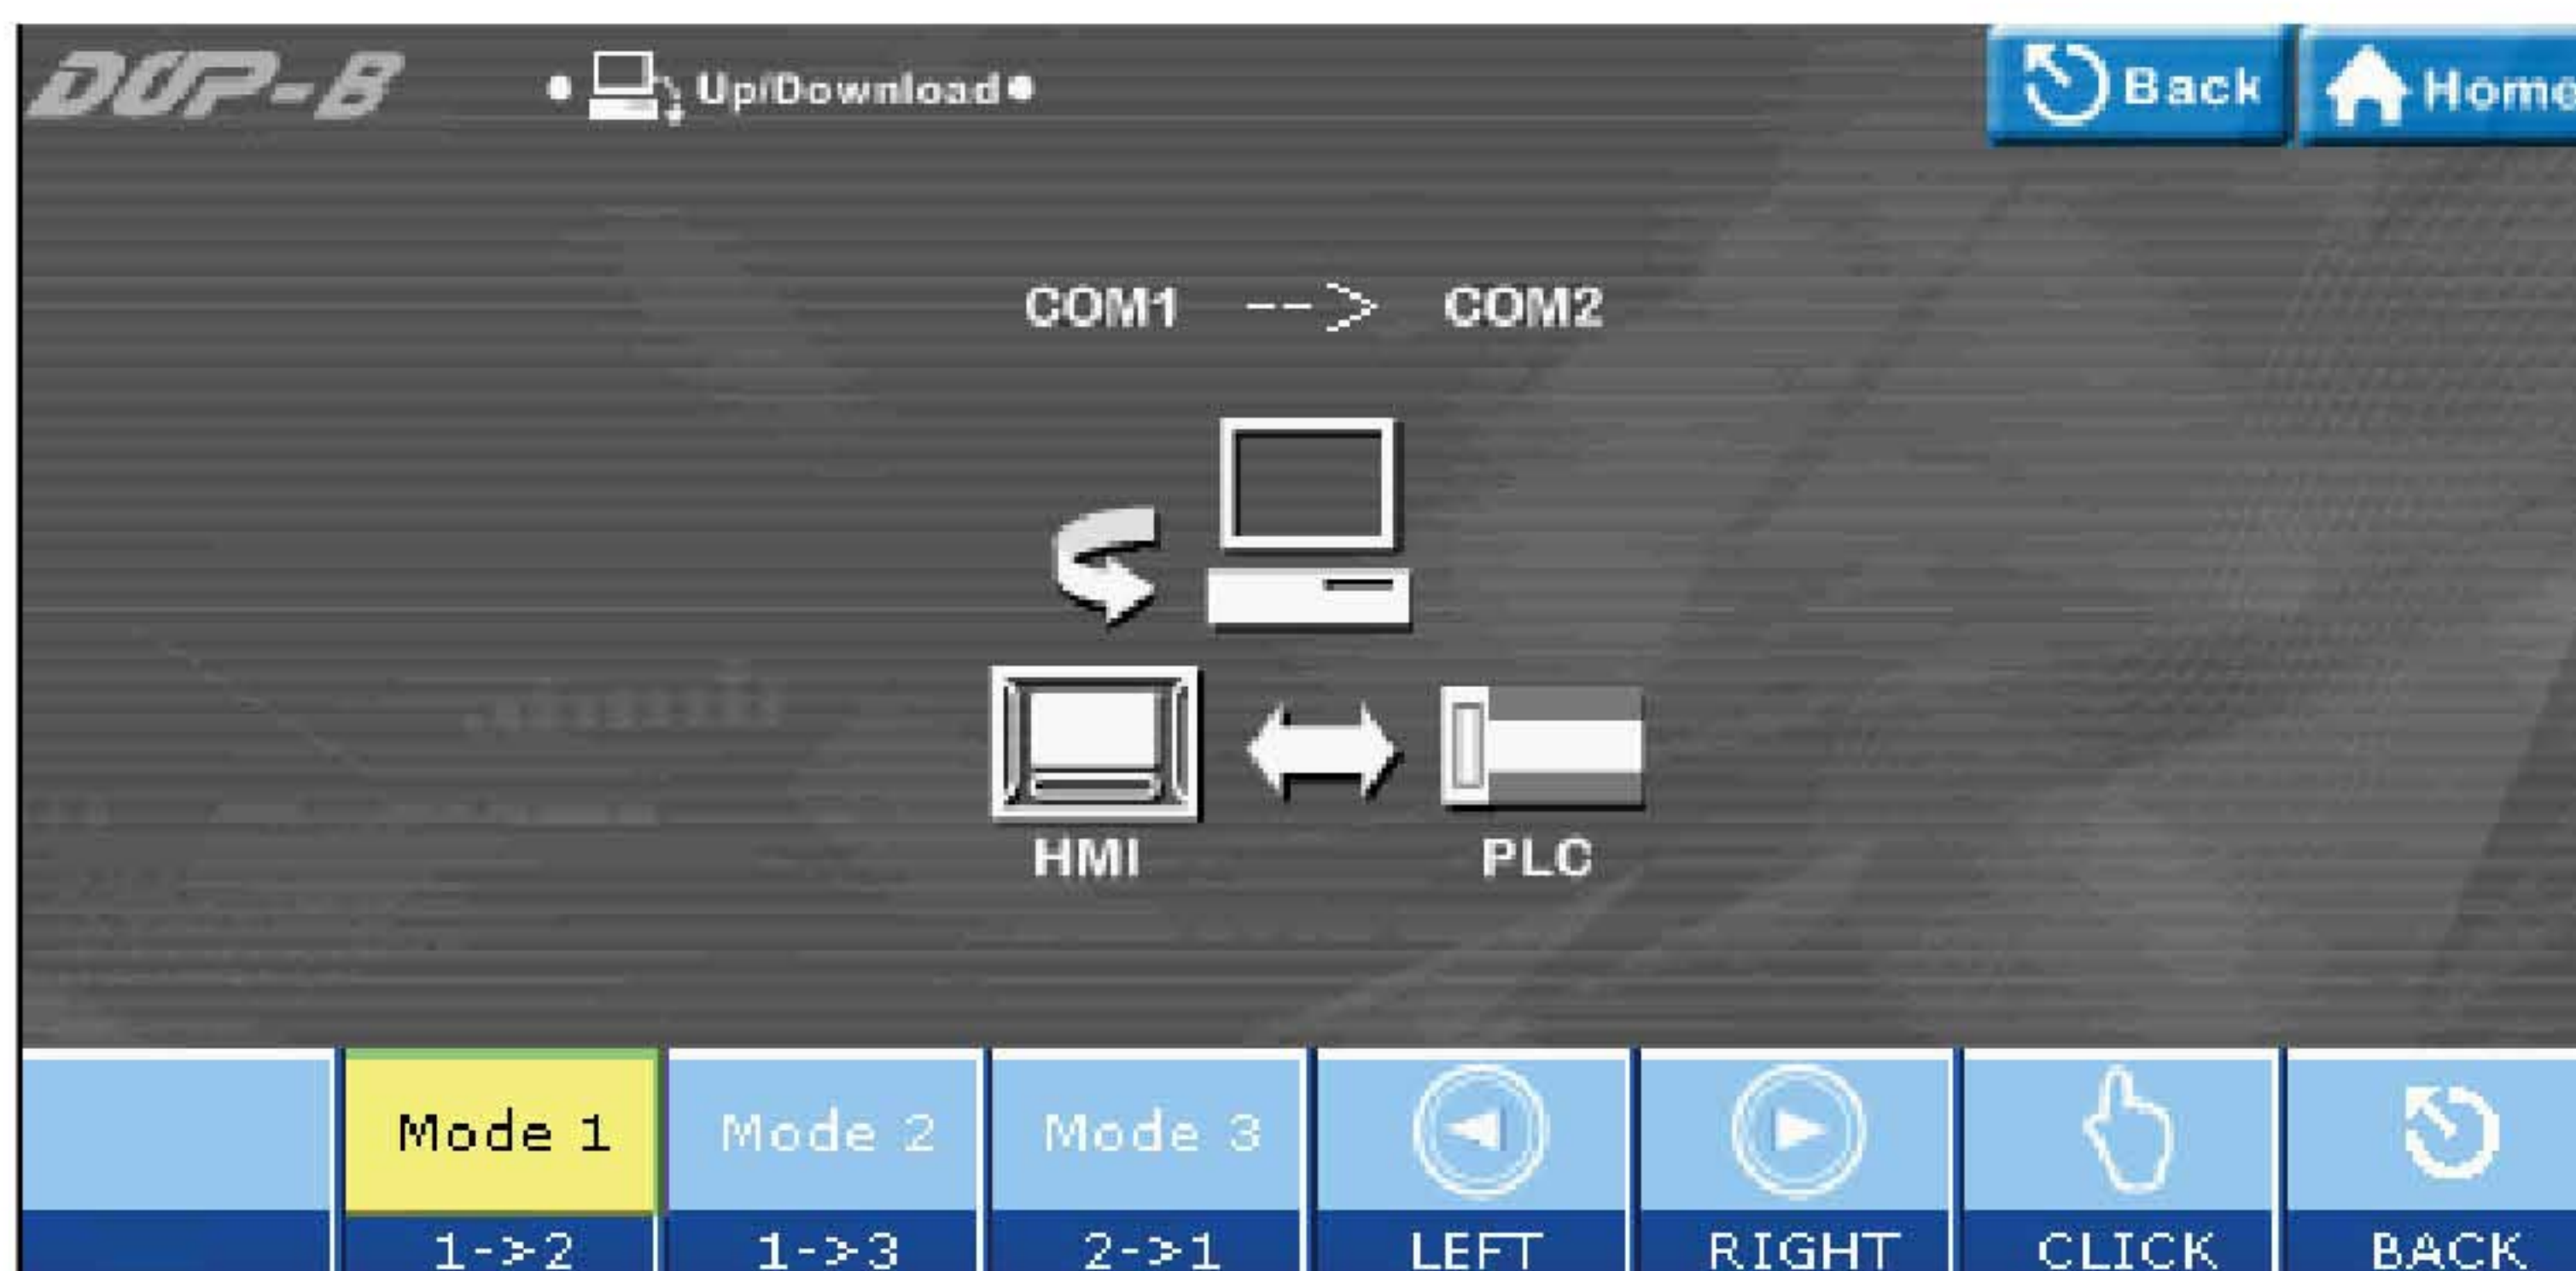 DOP-B Up/Download Back Home
COM1 --> COM2
HMI PLC
Mode 1 Mode 2 Mode 3
1->2 1->3 2->1 LEFT RIGHT CLICK BACK